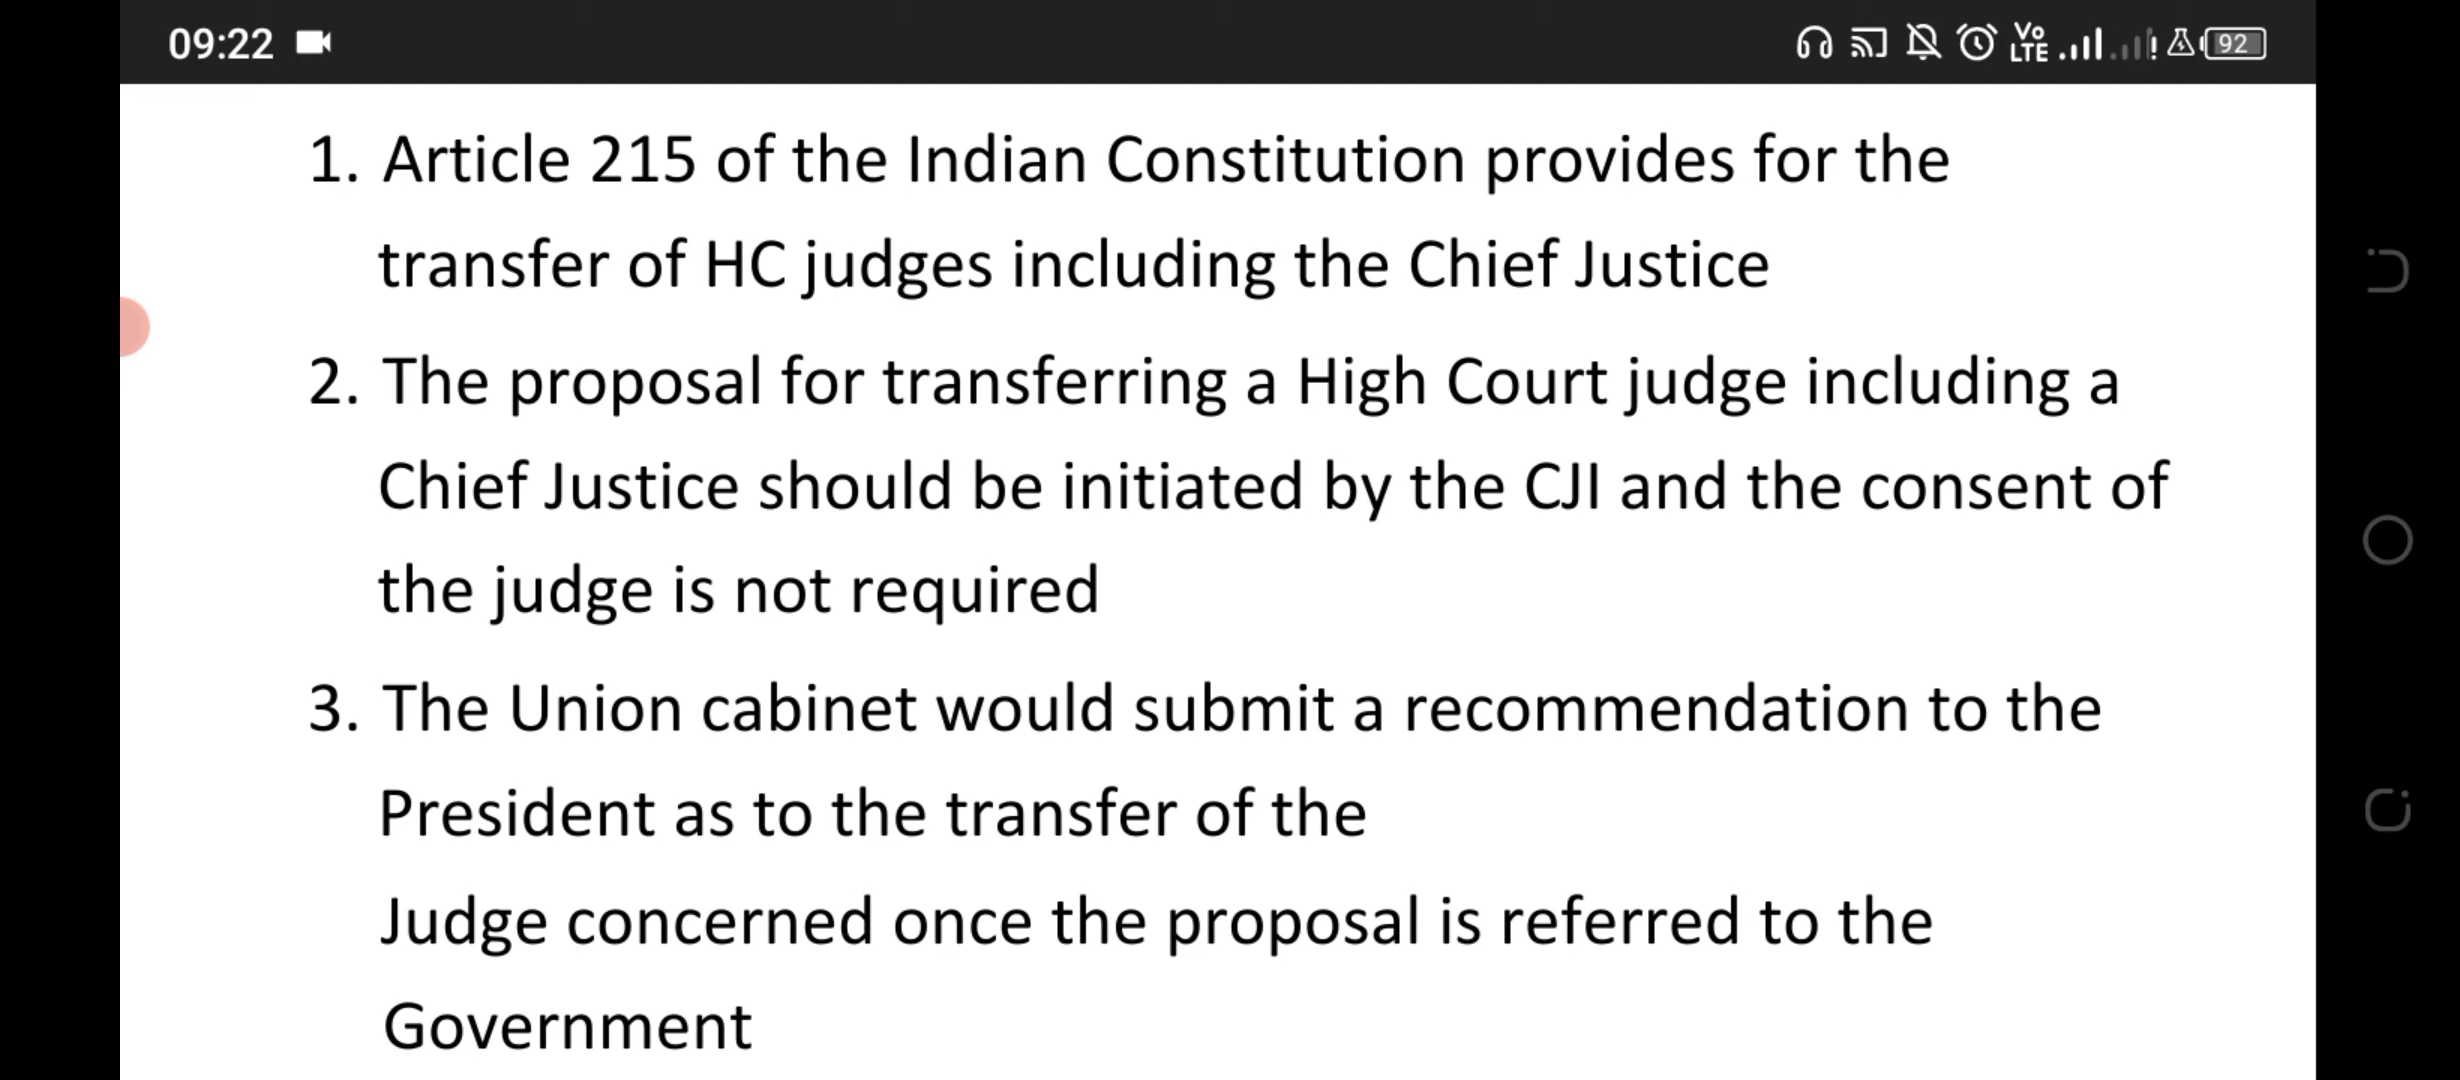 09:22
Vo
LTE
92
1. Article 215 of the Indian Constitution provides for the
transfer of HC judges including the Chief Justice
2. The proposal for transferring a High Court judge including a
Chief Justice should be initiated by the CJI and the consent of
the judge is not required
3. The Union cabinet would submit a recommendation to the
President as to the transfer of the
Judge concerned once the proposal is referred to the
Government